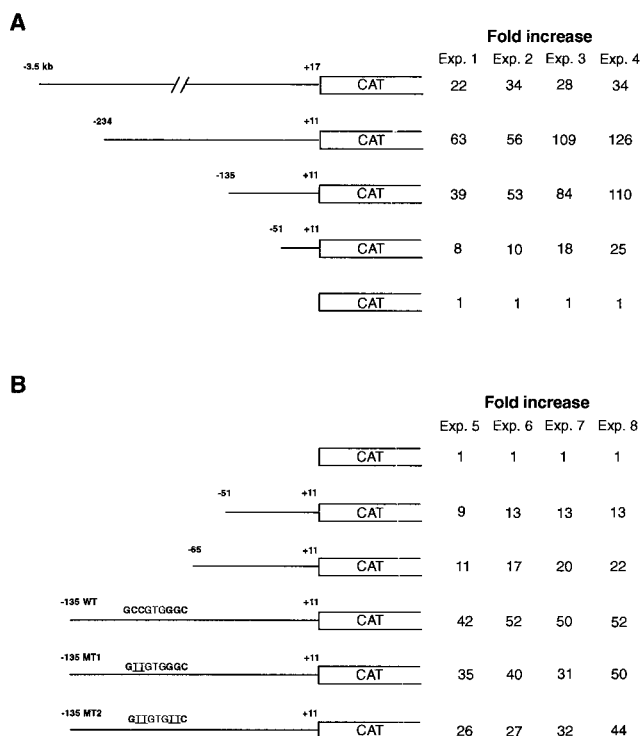 A
Fold increase
Exp. 1 Exp. 2 Exp. 3 Exp. 4
-3.5 kb +17
CAT 22 34 28 34
-234 +11
CAT 63 56 109 126
-135 +11
CAT 39 53 84 110
-51 +11
CAT 8 10 18 25
CAT 1 1 1 1
B
Fold increase
Exp. 5 Exp. 6 Exp. 7 Exp. 8
CAT 1 1 1 1
-51 +11
CAT 9 13 13 13
-65 +11
CAT 11 17 20 22
-135 WT GCCGTGGGC +11
CAT 42 52 50 52
-135 MT1 GTTGTGGGC +11
CAT 35 40 31 50
-135 MT2 GTTGTGTTC +11
CAT 26 27 32 44